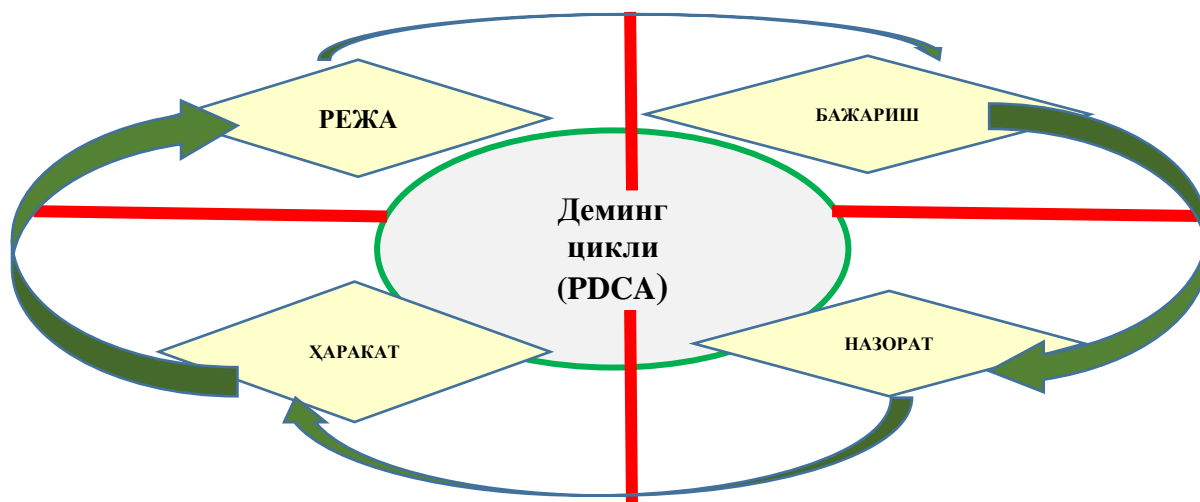 РЕЖА
БАЖАРИШ
Деминг
цикли
(PDCA)
ҲАРАКАТ
НАЗОРАТ